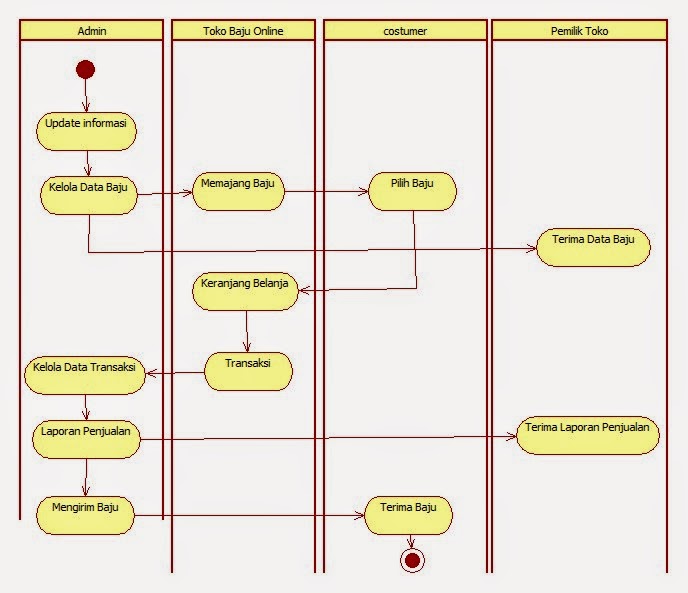 Admin
Toko Baju Online
costumer
Pemilik Toko
Update informasi
Kelola Data Baju
Memajang Baju
Pilih Baju
Terima Data Baju
Keranjang Belanja
Kelola Data Transaksi
Transaksi
Laporan Penjualan
Terima Laporan Penjualan
Mengirim Baju
Terima Baju